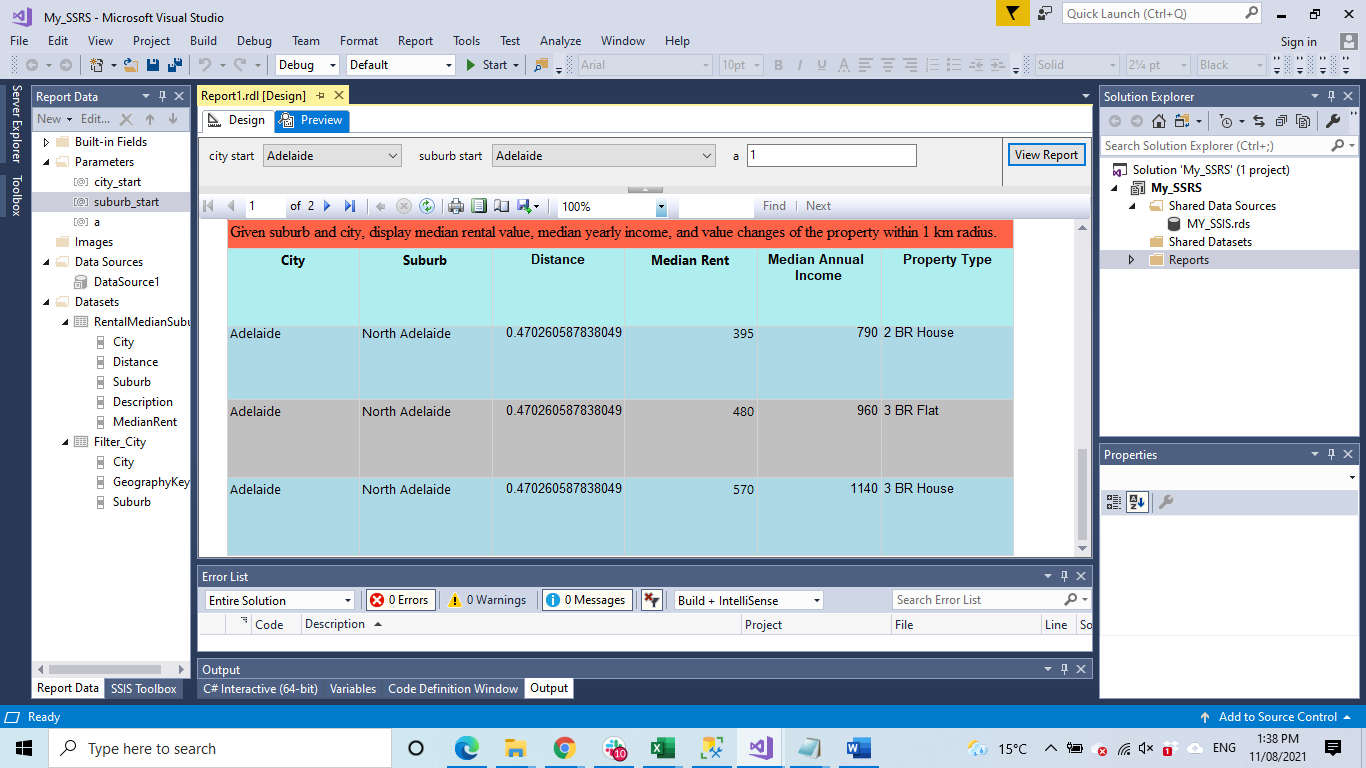 My_SSRS - Microsoft Visual Studio
Quick Launch (Ctrl+Q)
File Edit View Project Build Debug Team Format Report Tools Test Analyze Window Help
Sign in
Debug Default Start Arial 10pt B I U A Solid 2¼ pt Black
Server Explorer
Toolbox
Report Data
New Edit...
Built-in Fields
Parameters
city_start
suburb_start
a
Images
Data Sources
DataSource1
Datasets
RentalMedianSubu
City
Distance
Suburb
Description
MedianRent
Filter_City
City
GeographyKey
Suburb
Report Data SSIS Toolbox
Report1.rdl [Design]
Design Preview
city start Adelaide suburb start Adelaide a 1 View Report
1 of 2 100% Find | Next
Given suburb and city, display median rental value, median yearly income, and value changes of the property within 1 km radius.
City Suburb Distance Median Rent Median Annual Income Property Type
Adelaide North Adelaide 0.470260587838049 395 790 2 BR House
Adelaide North Adelaide 0.470260587838049 480 960 3 BR Flat
Adelaide North Adelaide 0.470260587838049 570 1140 3 BR House
Error List
Entire Solution 0 Errors 0 Warnings 0 Messages Build + IntelliSense Search Error List
Code Description Project File Line So
Output
C# Interactive (64-bit) Variables Code Definition Window Output
Solution Explorer
Search Solution Explorer (Ctrl+;)
Solution 'My_SSRS' (1 project)
My_SSRS
Shared Data Sources
MY_SSIS.rds
Shared Datasets
Reports
Properties
Ready
Add to Source Control
Type here to search
10
15°C
1
ENG
1:38 PM
11/08/2021